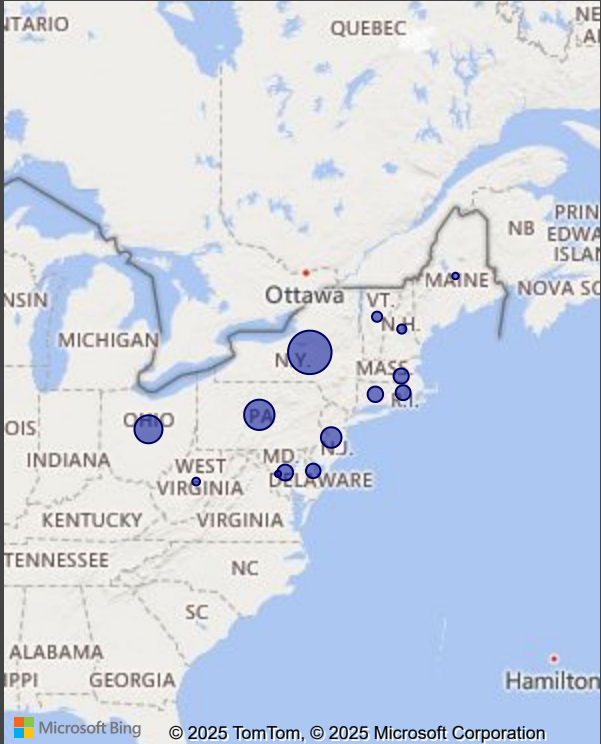 NTARIO
QUEBEC
NE
A
PRIN
NB
EDWA
ISLAN
MAINE
NOVA SC
Ottawa
VT.
N.H.
NSIN
MICHIGAN
N.Y.
MASS.
R.I.
OHIO
PA
OIS
N.J.
INDIANA
WEST
VIRGINIA
MD.
DELAWARE
KENTUCKY
VIRGINIA
TENNESSEE
NC
SC
ALABAMA
IPPI
GEORGIA
Hamilton
Microsoft Bing
© 2025 TomTom, © 2025 Microsoft Corporation